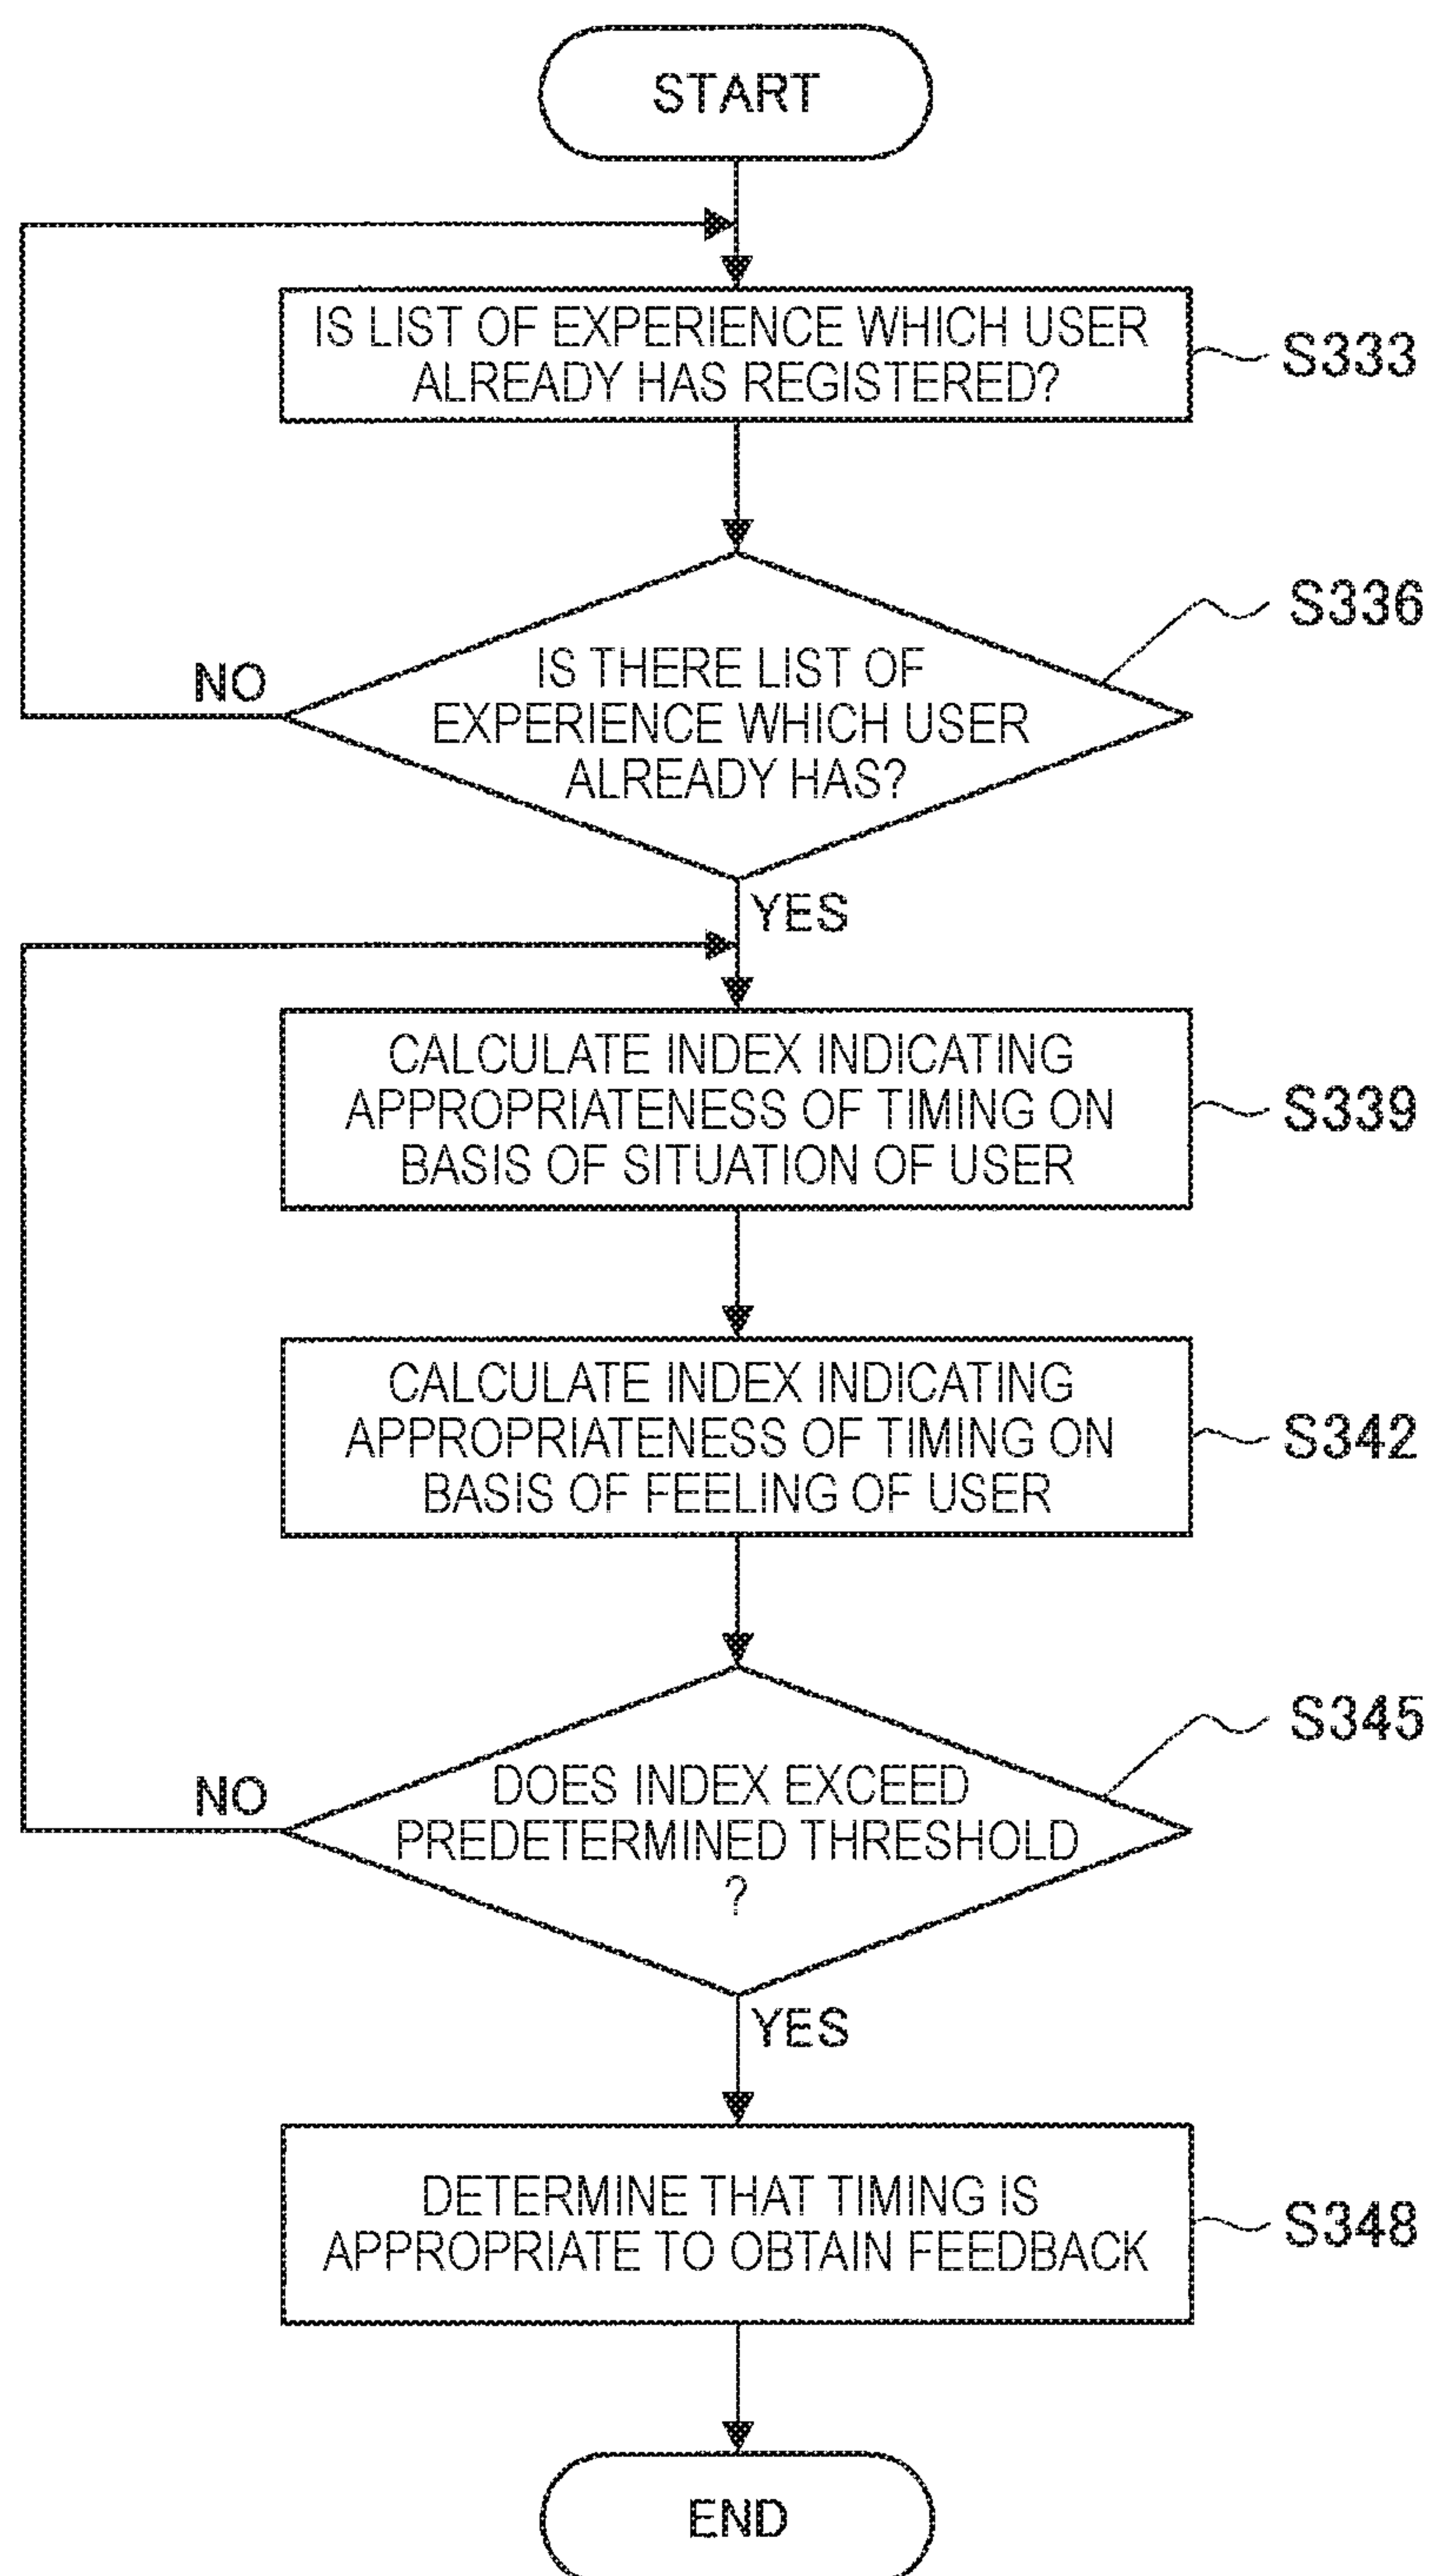 START
IS LIST OF EXPERIENCE WHICH USER
ALREADY HAS REGISTERED?
S333
S336
IS THERE LIST OF
EXPERIENCE WHICH USER
ALREADY HAS?
NO
YES
CALCULATE INDEX INDICATING
APPROPRIATENESS OF TIMING ON
BASIS OF SITUATION OF USER
S339
CALCULATE INDEX INDICATING
APPROPRIATENESS OF TIMING ON
BASIS OF FEELING OF USER
S342
S345
DOES INDEX EXCEED
PREDETERMINED THRESHOLD
?
NO
YES
DETERMINE THAT TIMING IS
APPROPRIATE TO OBTAIN FEEDBACK
S348
END